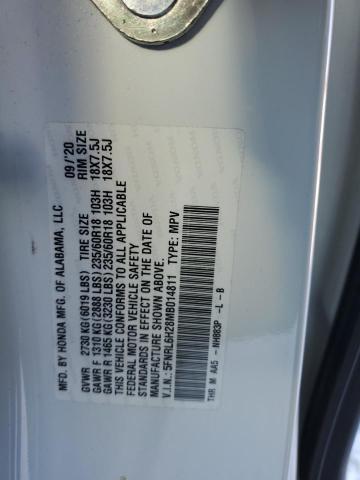 MFD. BY HONDA MFG. OF ALABAMA, LLC 09/'20
GVWR 2730 KG(6019 LBS) TIRE SIZE RIM SIZE
GAWR F 1310 KG(2888 LBS)235/60R18 103H 18X7.5J
GAWR R 1465 KG(3230 LBS)235/60R18 103H 18X7.5J
THIS VEHICLE CONFORMS TO ALL APPLICABLE
FEDERAL MOTOR VEHICLE SAFETY
STANDARDS IN EFFECT ON THE DATE OF
MANUFACTURE SHOWN ABOVE.
V.I.N.: 5FNRL6H28MB014811 TYPE: MPV
THR M AA5 -NH883P -L -B